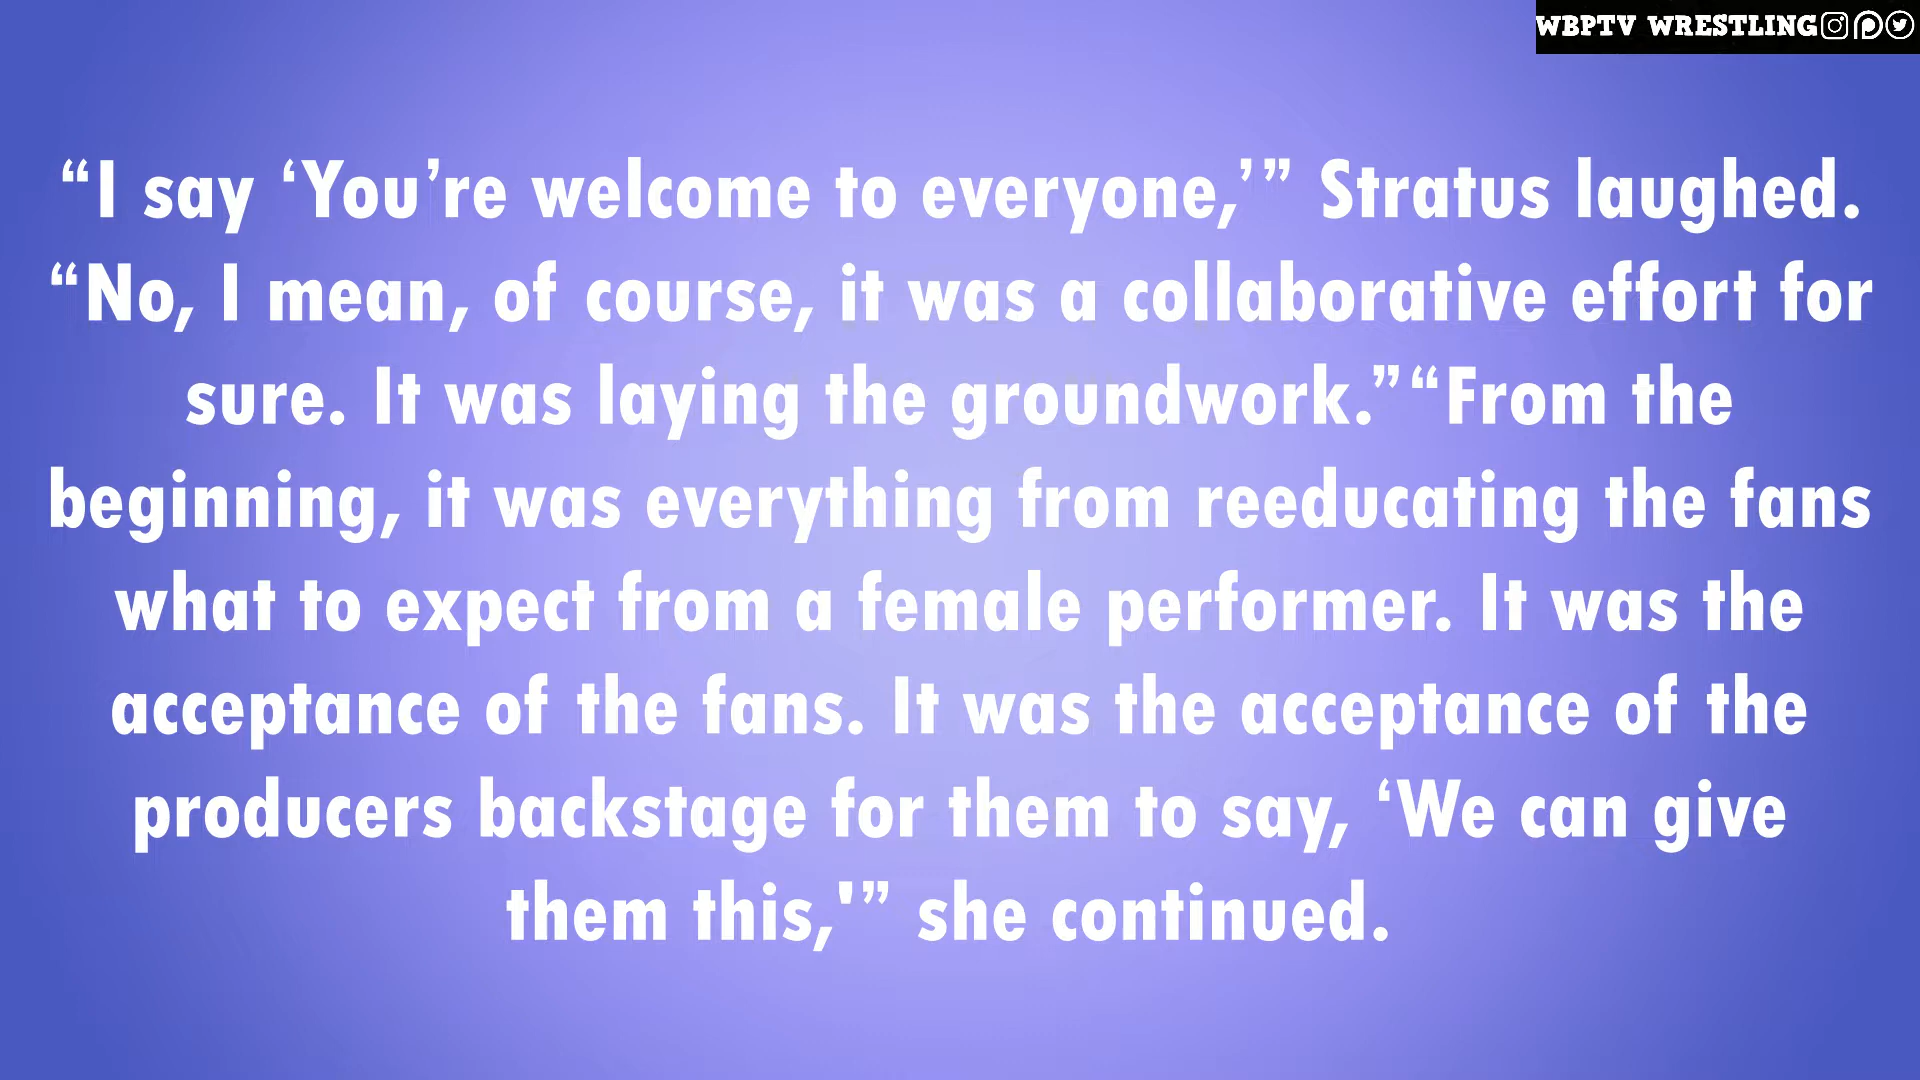 WBPTV WRESTLING
“I say ‘You’re welcome to everyone,’” Stratus laughed.
“No, I mean, of course, it was a collaborative effort for
sure. It was laying the groundwork.”“From the
beginning, it was everything from reeducating the fans
what to expect from a female performer. It was the
acceptance of the fans. It was the acceptance of the
producers backstage for them to say, ‘We can give
them this,'” she continued.